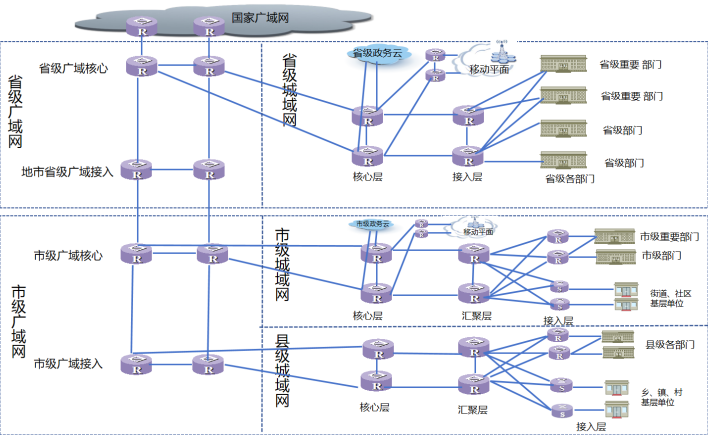 国家广域网
R
R
省级广域网
省级广域核心
R
R
地市省级广域接入
R
R
省级城域网
省级政务云
R
R
移动平面
R
R
R
R
核心层
接入层
省级重要 部门
省级重要 部门
省级部门
省级部门
省级各部门
市级广域网
市级广域核心
R
R
市级广域接入
R
R
市级城域网
市级政务云
R
R
移动平面
R
R
R
R
核心层
汇聚层
接入层
R
R
S
S
市级重要部门
市级部门
街道、社区
基层单位
县级城域网
R
R
R
R
核心层
汇聚层
接入层
R
R
S
S
县级各部门
乡、镇、村
基层单位